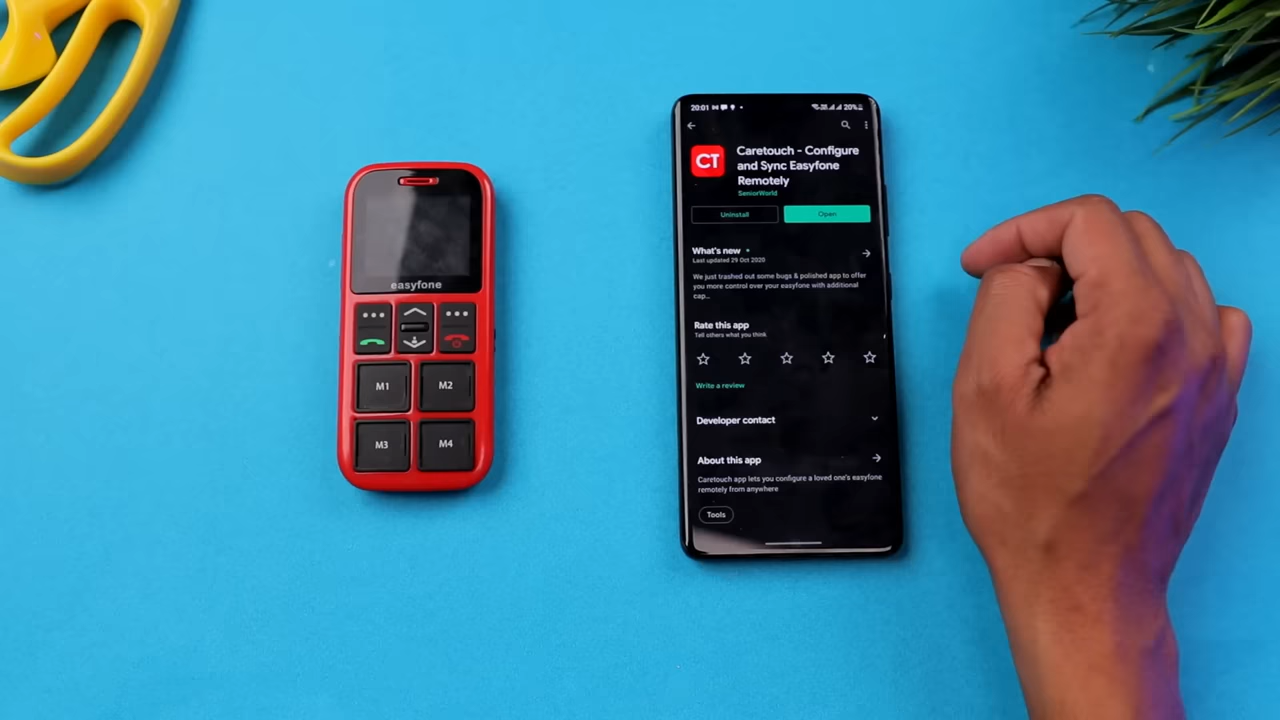 easyfone
M1
M2
M3
M4
20:01
20%
CT
Caretouch - Configure
and Sync Easyfone
Remotely
SeniorWorld
Uninstall
Open
What's new
Last updated 29 Oct 2020
We just trashed out some bugs & polished app to offer
you more control over your easyfone with additional
cap...
Rate this app
Tell others what you think
Write a review
Developer contact
About this app
Caretouch app lets you configure a loved one's easyfone
remotely from anywhere
Tools